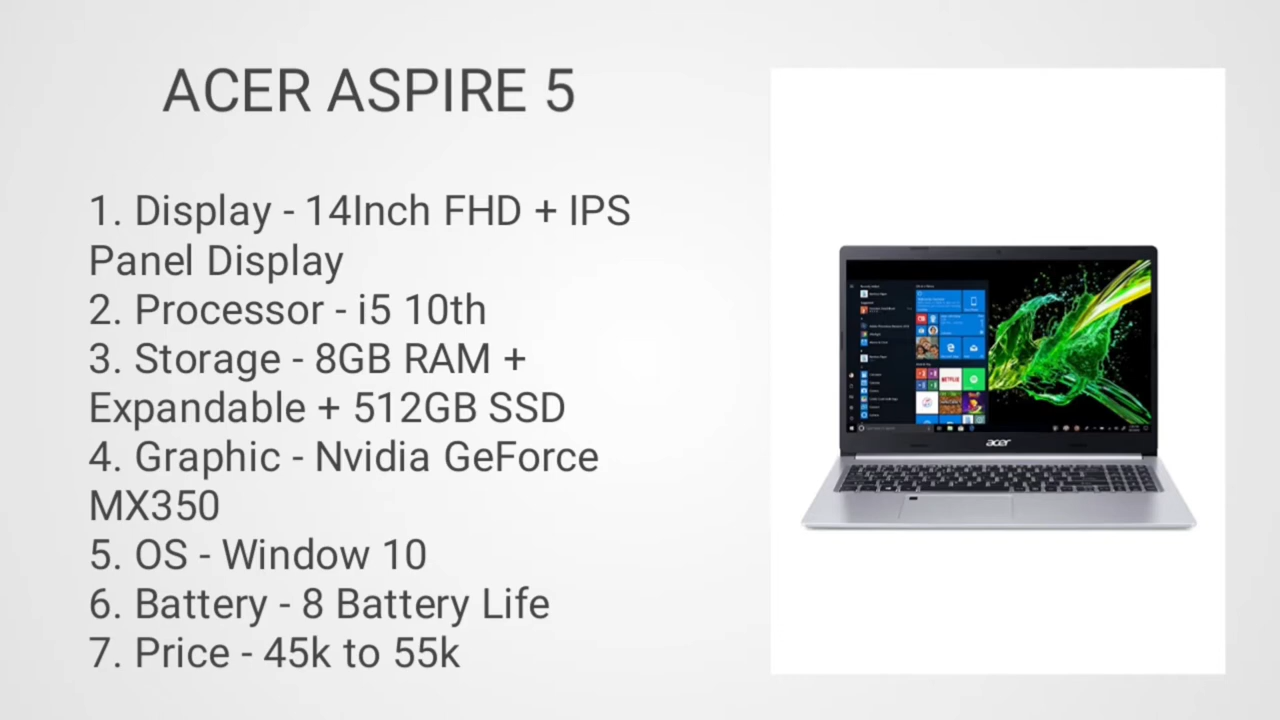 ACER ASPIRE 5
1. Display - 14Inch FHD + IPS
Panel Display
2. Processor - i5 10th
3. Storage - 8GB RAM +
Expandable + 512GB SSD
4. Graphic - Nvidia GeForce
MX350
5. OS - Window 10
6. Battery - 8 Battery Life
7. Price - 45k to 55k
NETFLIX
acer